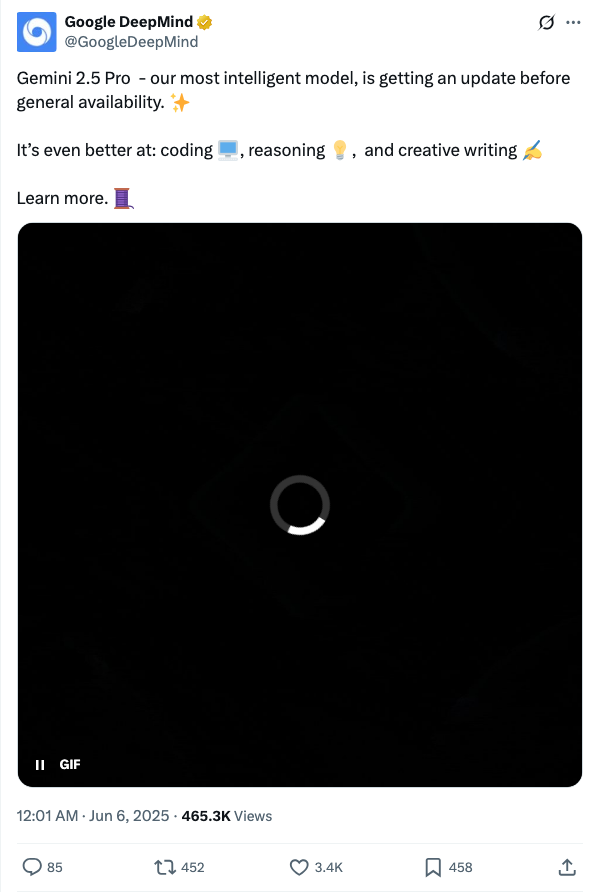 Google DeepMind
@GoogleDeepMind
Gemini 2.5 Pro - our most intelligent model, is getting an update before
general availability. ✨
It’s even better at: coding 🖥️, reasoning 💡, and creative writing ✍️
Learn more. 🧵
GIF
12:01 AM · Jun 6, 2025 · 465.3K Views
85 452 3.4K 458